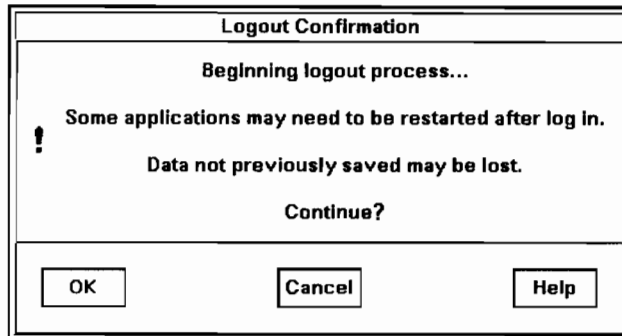 Logout Confirmation
Beginning logout process...
Some applications may need to be restarted after log in.
!
Data not previously saved may be lost.
Continue?
OK Cancel Help